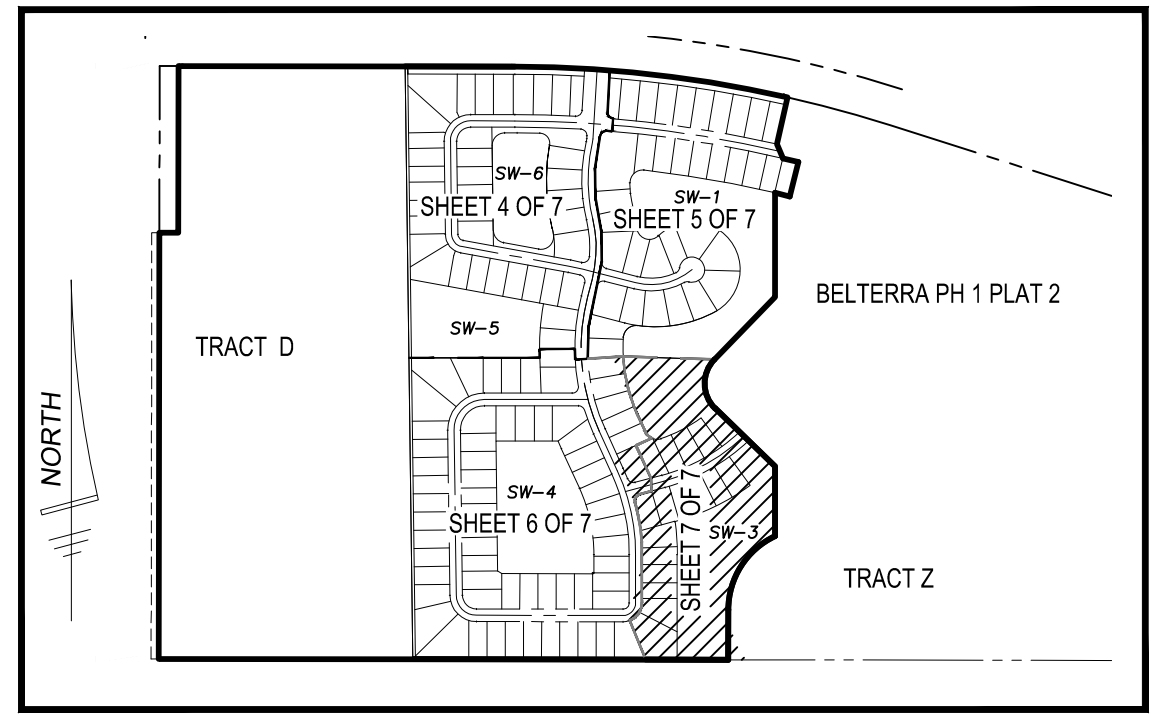 SW-6
SHEET 4 OF 7
SW-1
SHEET 5 OF 7
BELTERRA PH 1 PLAT 2
SW-5
TRACT D
NORTH
SW-4
SHEET 6 OF 7
SHEET 7 OF 7
SW-3
TRACT Z